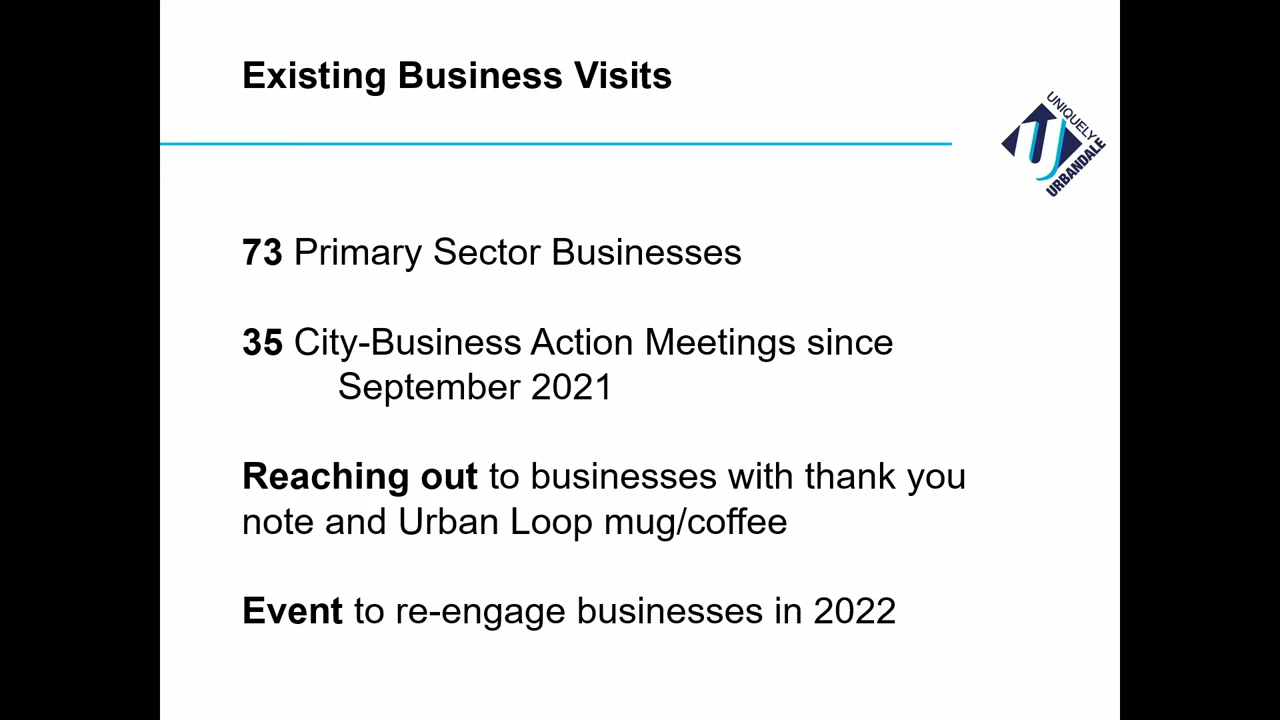 Existing Business Visits
UNIQUELY
URBANDALE
73 Primary Sector Businesses
35 City-Business Action Meetings since
September 2021
Reaching out to businesses with thank you
note and Urban Loop mug/coffee
Event to re-engage businesses in 2022